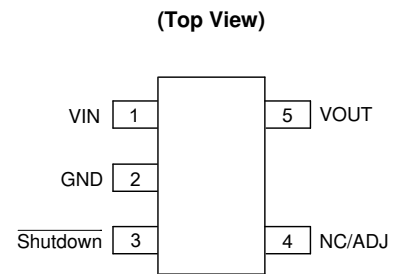 (Top View)
VIN 1 5 VOUT
GND 2
Shutdown 3 4 NC/ADJ